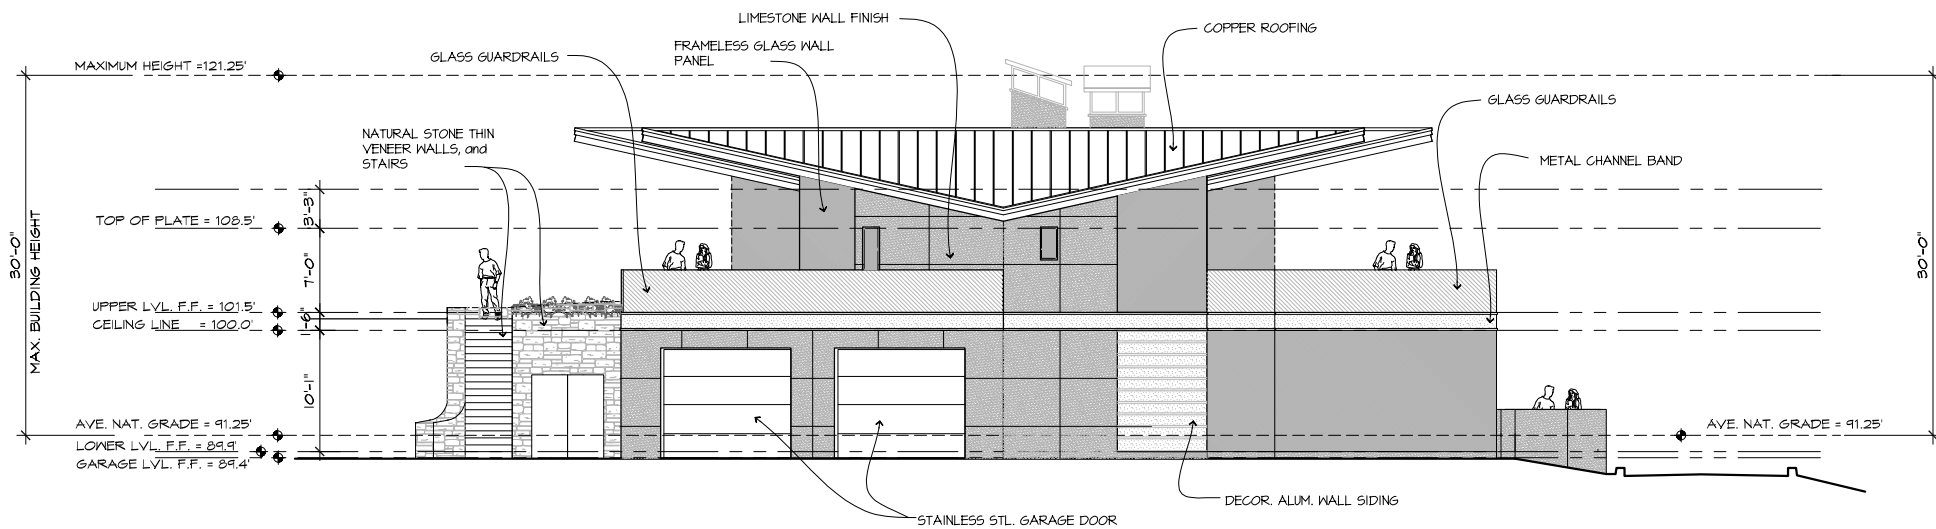 LIMESTONE WALL FINISH
COPPER ROOFING
FRAMELESS GLASS WALL
PANEL
GLASS GUARDRAILS
MAXIMUM HEIGHT =121.25'
GLASS GUARDRAILS
NATURAL STONE THIN
VENEER WALLS, and
STAIRS
METAL CHANNEL BAND
3'-3"
TOP OF PLATE = 108.5'
30'-0"
MAX. BUILDING HEIGHT
30'-0"
7'-0"
UPPER LVL. F.F. = 101.5'
1'-6"
CEILING LINE = 100.0'
10'-1"
AVE. NAT. GRADE = 91.25'
AVE. NAT. GRADE = 91.25'
LOWER LVL. F.F. = 89.9'
GARAGE LVL. F.F. = 89.4'
DECOR. ALUM. WALL SIDING
STAINLESS STL. GARAGE DOOR